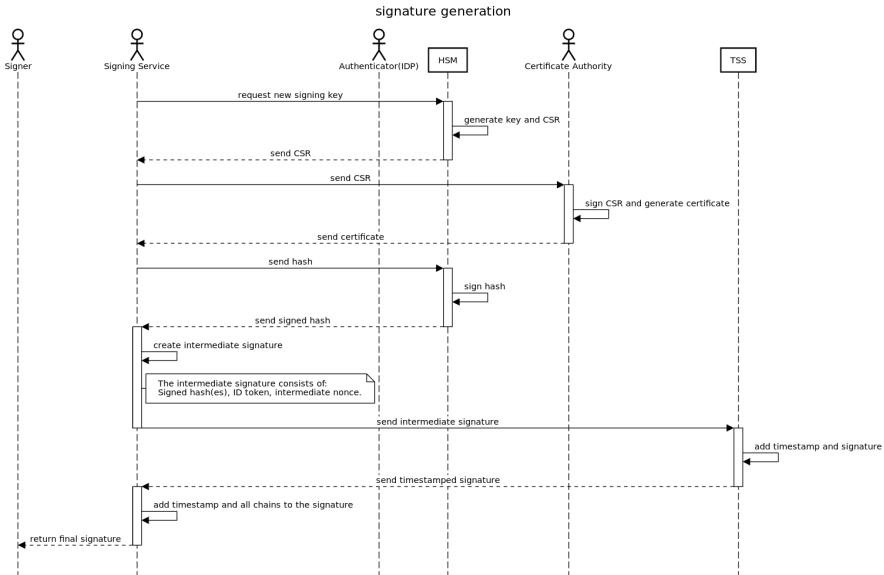 signature generation
Signer
Signing Service
Authenticator(IDP)
HSM
Certificate Authority
TSS
request new signing key
generate key and CSR
send CSR
send CSR
sign CSR and generate certificate
send certificate
send hash
sign hash
send signed hash
create intermediate signature
The intermediate signature consists of:
Signed hash(es), ID token, intermediate nonce.
send intermediate signature
add timestamp and signature
send timestamped signature
add timestamp and all chains to the signature
return final signature